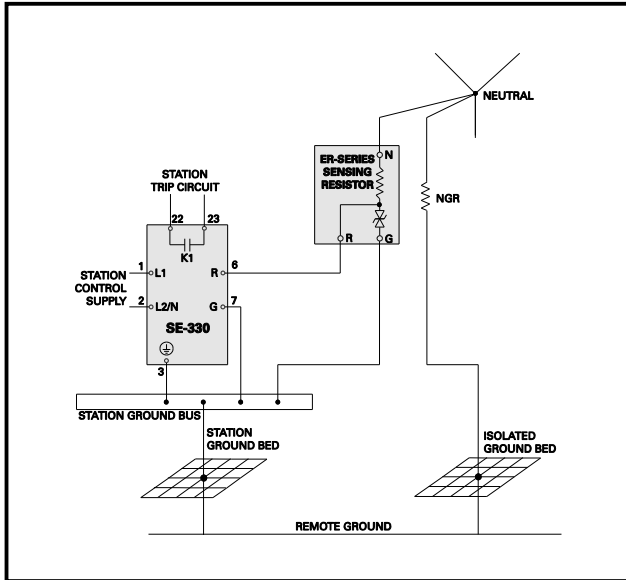 NEUTRAL
ER-SERIES
SENSING
RESISTOR
N
STATION
TRIP CIRCUIT
NGR
22
23
K1
R
G
1
L1
R
6
STATION
CONTROL
SUPPLY
2
L2/N
G
7
SE-330
3
STATION GROUND BUS
STATION
GROUND BED
ISOLATED
GROUND BED
REMOTE GROUND